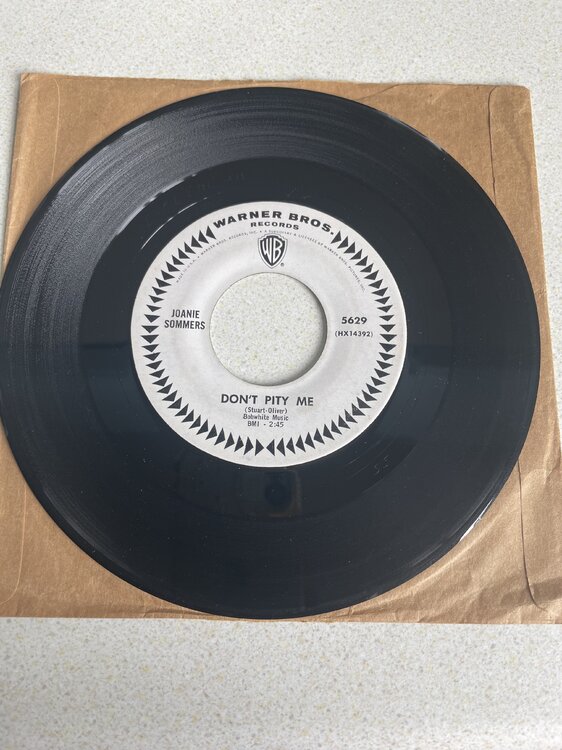 WARNER BROS.
RECORDS
WB
JOANIE
SOMMERS
5629
(HX14392)
DON'T PITY ME
(Stuart-Oliver)
Bobwhite Music
BMI - 2:45